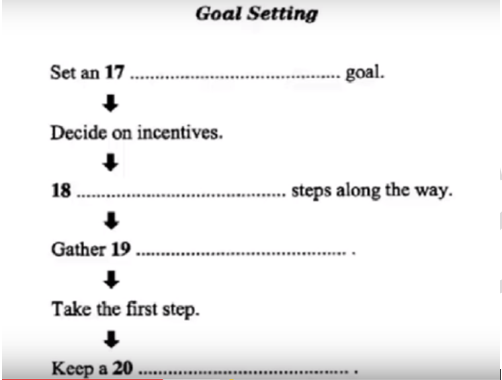 Goal Setting
Set an 17 ........................................... goal.
Decide on incentives.
18 ........................................... steps along the way.
Gather 19 ............................................. .
Take the first step.
Keep a 20 ........................................... .